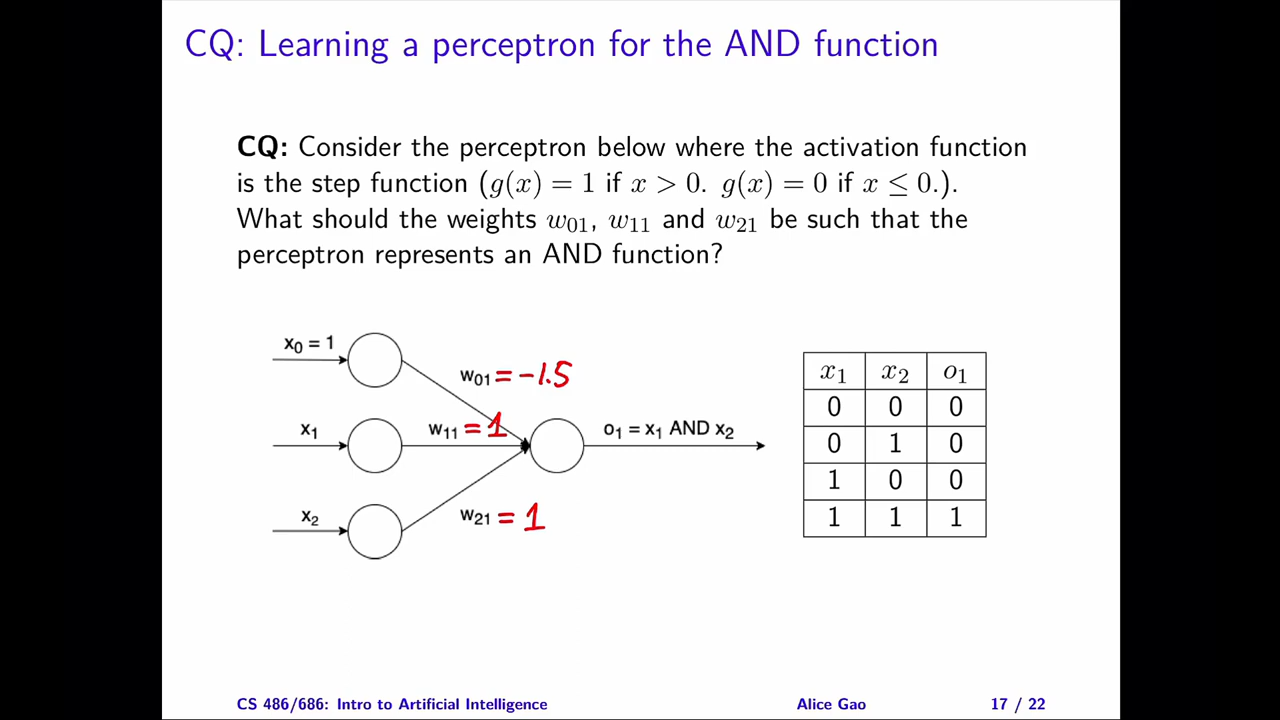 CQ: Learning a perceptron for the AND function
CQ: Consider the perceptron below where the activation function
is the step function (g(x) = 1 if x > 0. g(x) = 0 if x ≤ 0.).
What should the weights w₀₁, w₁₁ and w₂₁ be such that the
perceptron represents an AND function?
x₀ = 1
w₀₁ = -1.5
x₁
w₁₁ = 1
o₁ = x₁ AND x₂
x₂
w₂₁ = 1
x₁ x₂ o₁
0 0 0
0 1 0
1 0 0
1 1 1
CS 486/686: Intro to Artificial Intelligence Alice Gao 17 / 22